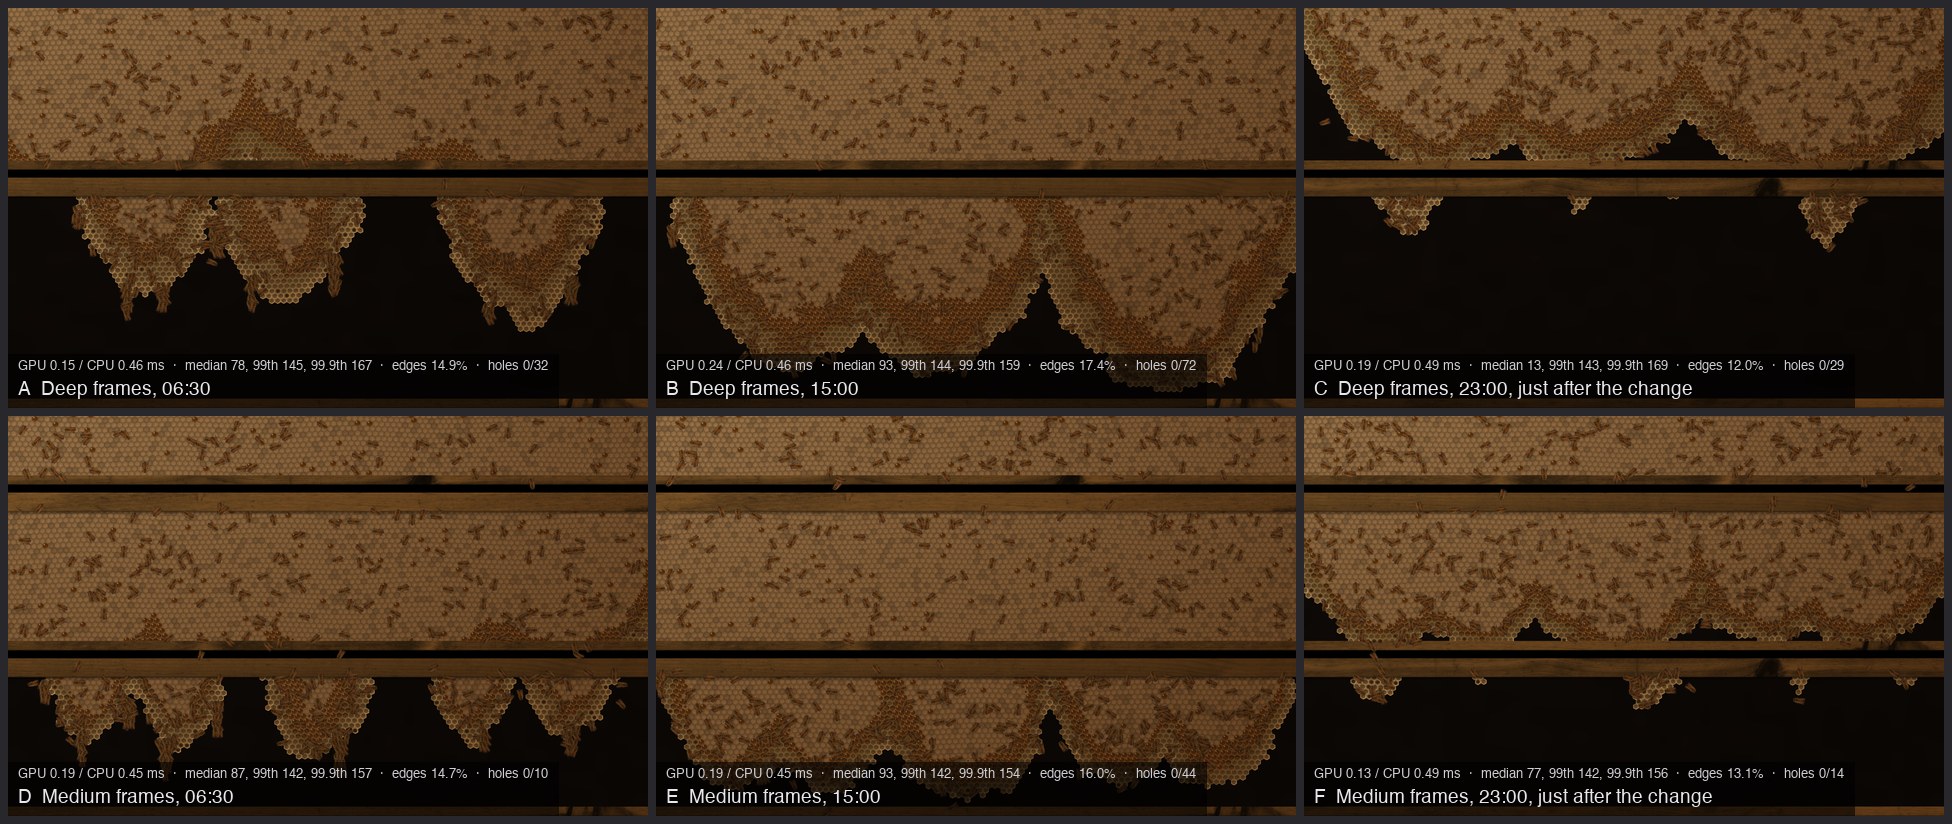 GPU 0.15 / CPU 0.46 ms · median 78, 99th 145, 99.9th 167 · edges 14.9% · holes 0/32
A Deep frames, 06:30
GPU 0.24 / CPU 0.46 ms · median 93, 99th 144, 99.9th 159 · edges 17.4% · holes 0/72
B Deep frames, 15:00
GPU 0.19 / CPU 0.49 ms · median 13, 99th 143, 99.9th 169 · edges 12.0% · holes 0/29
C Deep frames, 23:00, just after the change
GPU 0.19 / CPU 0.45 ms · median 87, 99th 142, 99.9th 157 · edges 14.7% · holes 0/10
D Medium frames, 06:30
GPU 0.19 / CPU 0.45 ms · median 93, 99th 142, 99.9th 154 · edges 16.0% · holes 0/44
E Medium frames, 15:00
GPU 0.13 / CPU 0.49 ms · median 77, 99th 142, 99.9th 156 · edges 13.1% · holes 0/14
F Medium frames, 23:00, just after the change